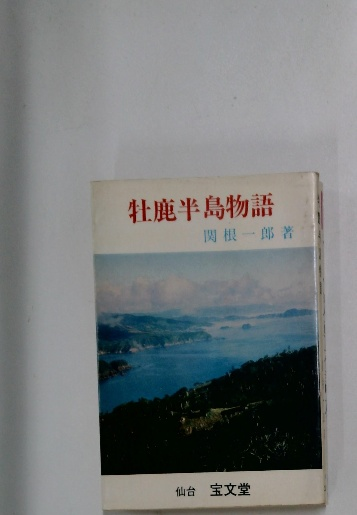 牡鹿半島物語
関根一郎著
仙台 宝文堂